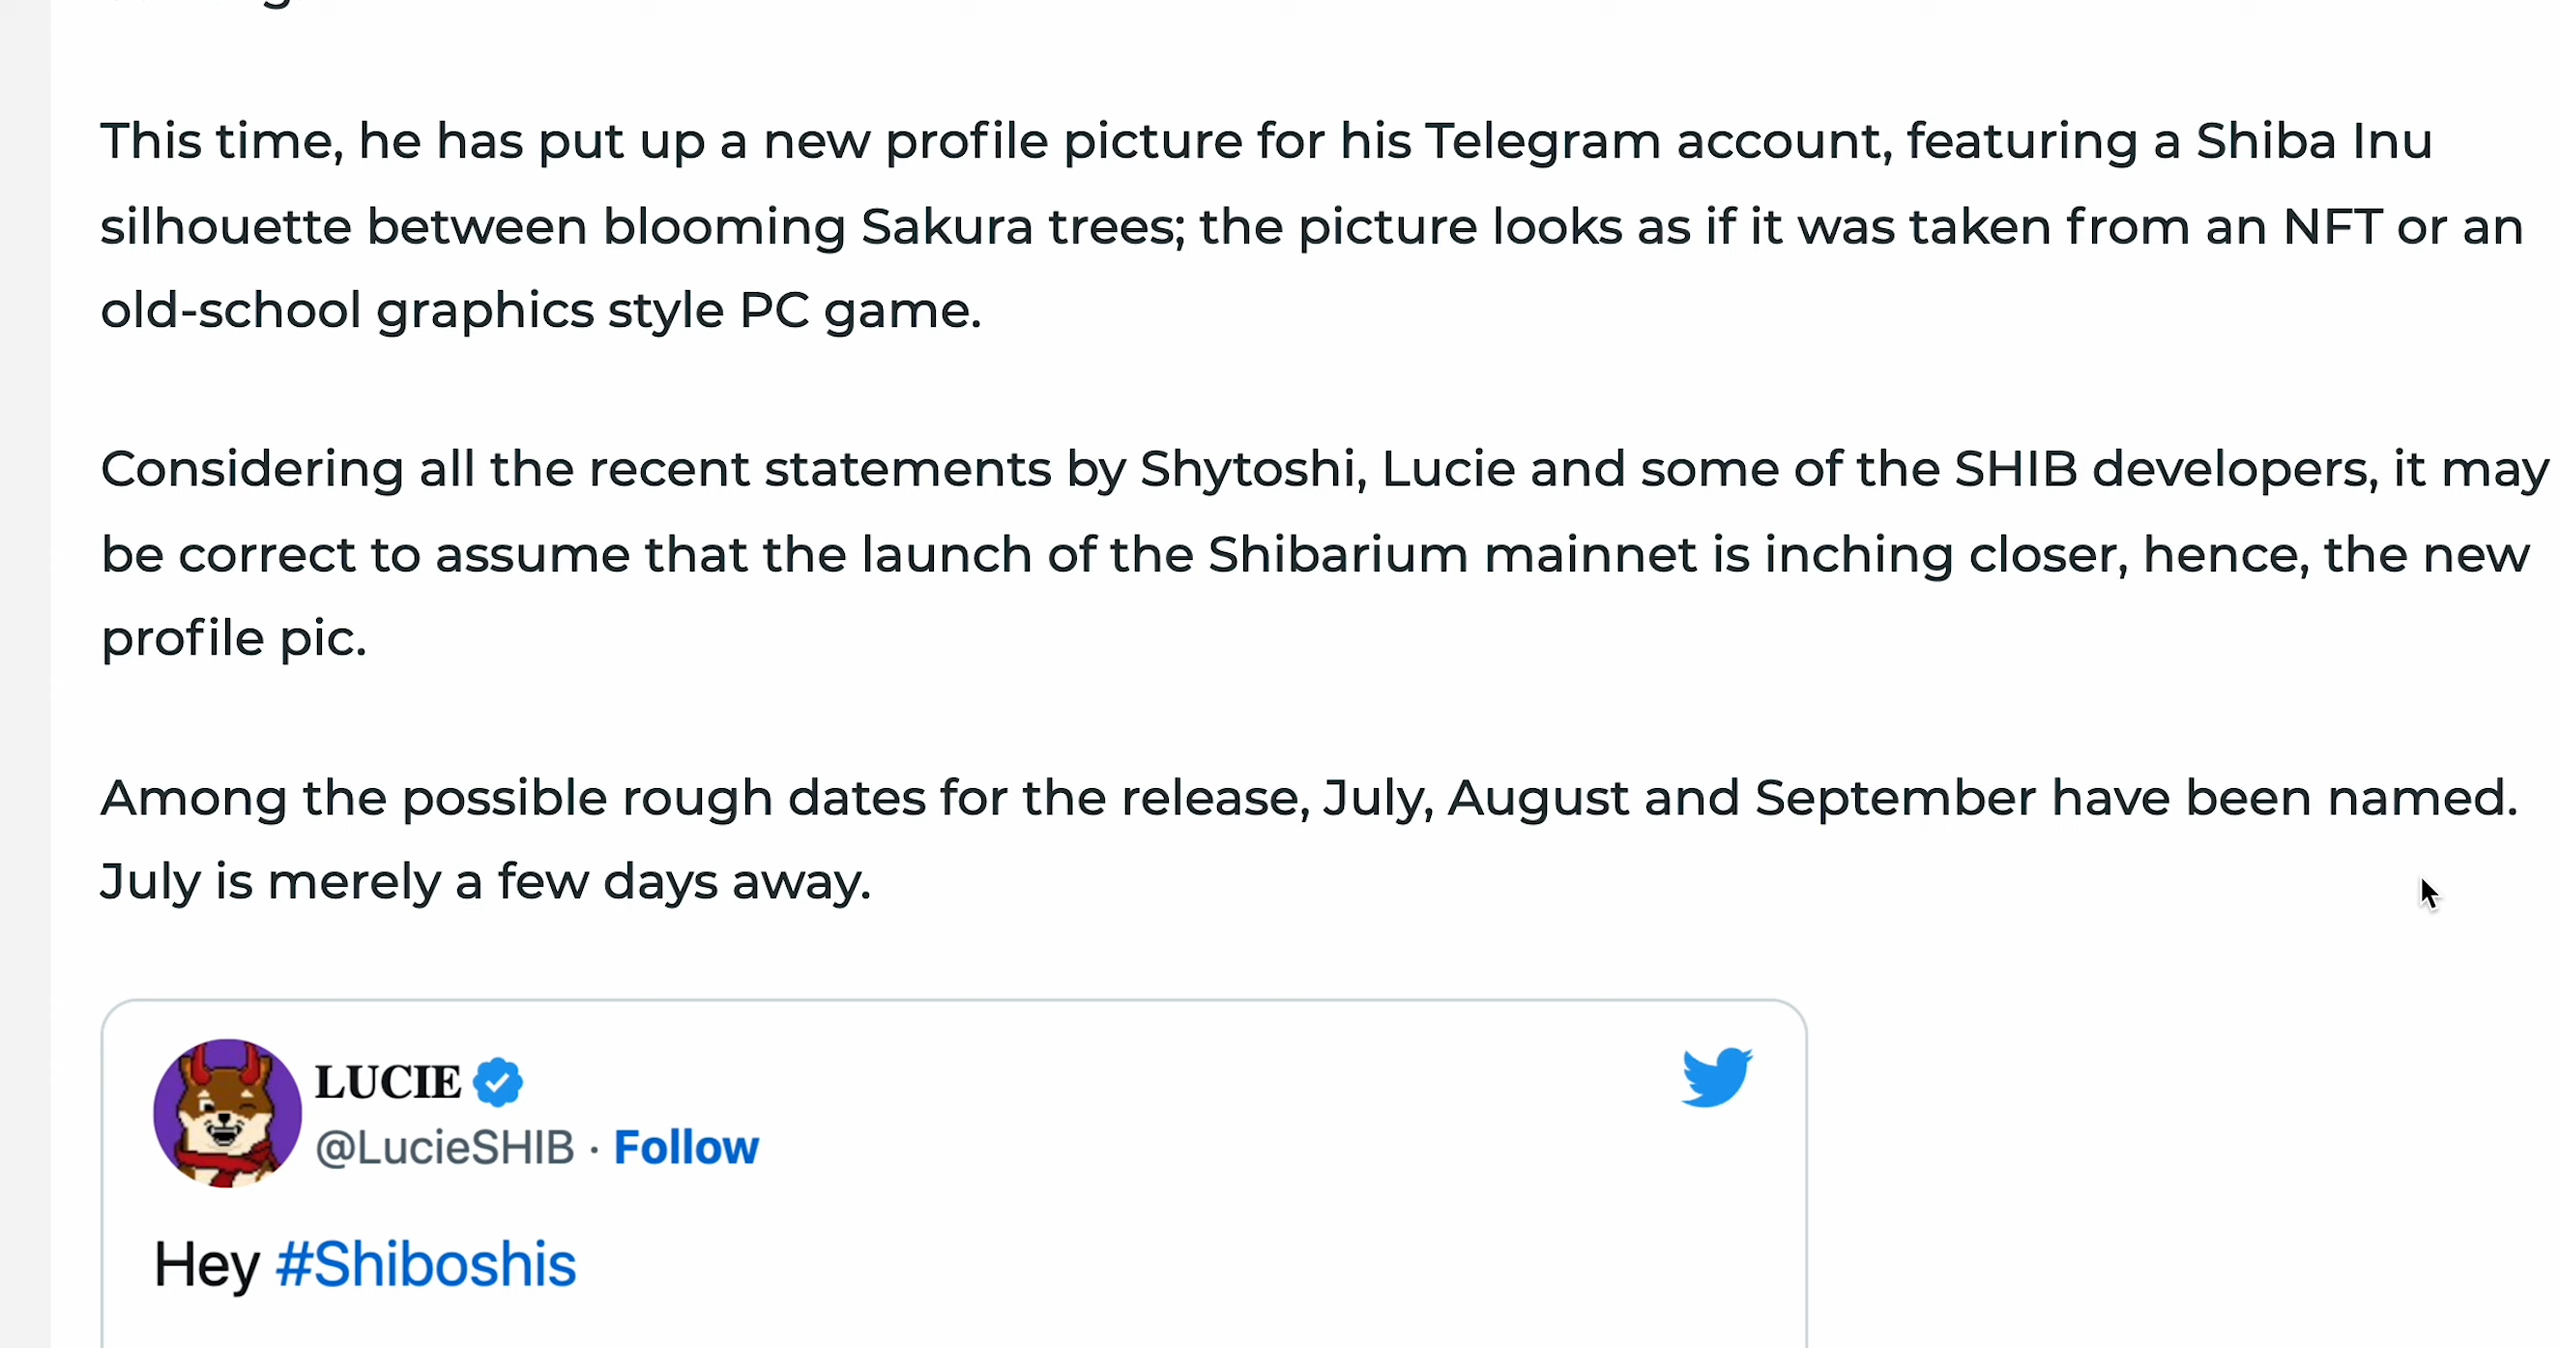 This time, he has put up a new profile picture for his Telegram account, featuring a Shiba Inu
silhouette between blooming Sakura trees; the picture looks as if it was taken from an NFT or an
old-school graphics style PC game.
Considering all the recent statements by Shytoshi, Lucie and some of the SHIB developers, it may
be correct to assume that the launch of the Shibarium mainnet is inching closer, hence, the new
profile pic.
Among the possible rough dates for the release, July, August and September have been named.
July is merely a few days away.
LUCIE
@LucieSHIB · Follow
Hey #Shiboshis